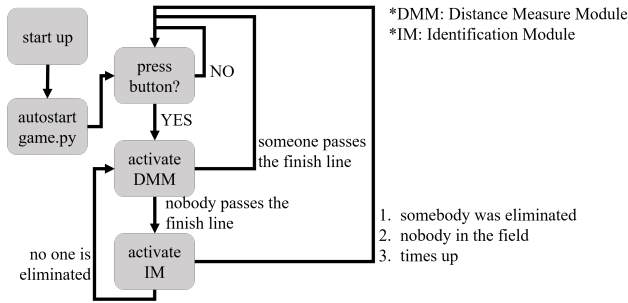 start up
*DMM: Distance Measure Module
*IM: Identification Module
press
button?
NO
autostart
game.py
YES
someone passes
the finish line
activate
DMM
nobody passes the
finish line
1. somebody was eliminated
2. nobody in the field
3. times up
no one is
eliminated
activate
IM